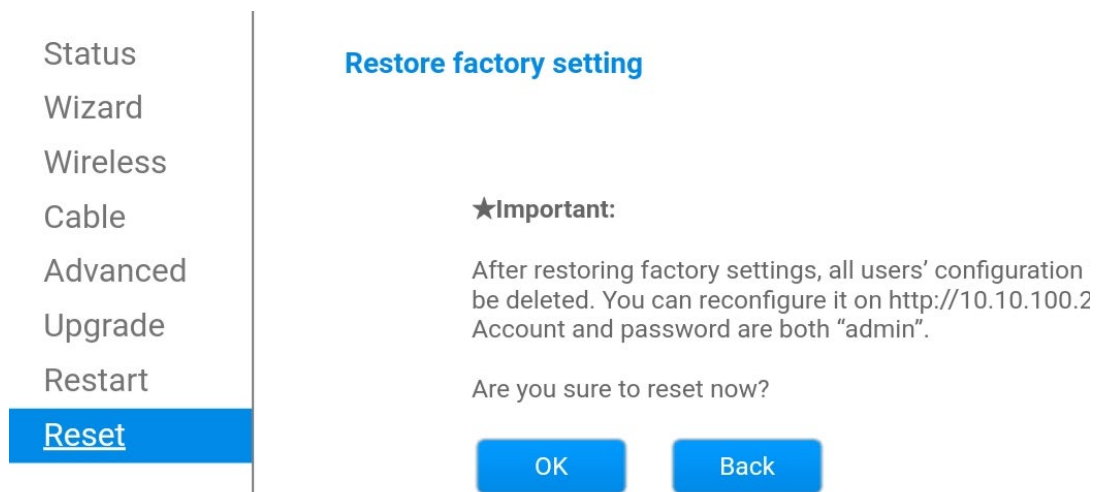 Status
Wizard
Wireless
Cable
Advanced
Upgrade
Restart
Reset
Restore factory setting
★Important:
After restoring factory settings, all users’ configuration
be deleted. You can reconfigure it on http://10.10.100.2
Account and password are both “admin”.
Are you sure to reset now?
OK
Back